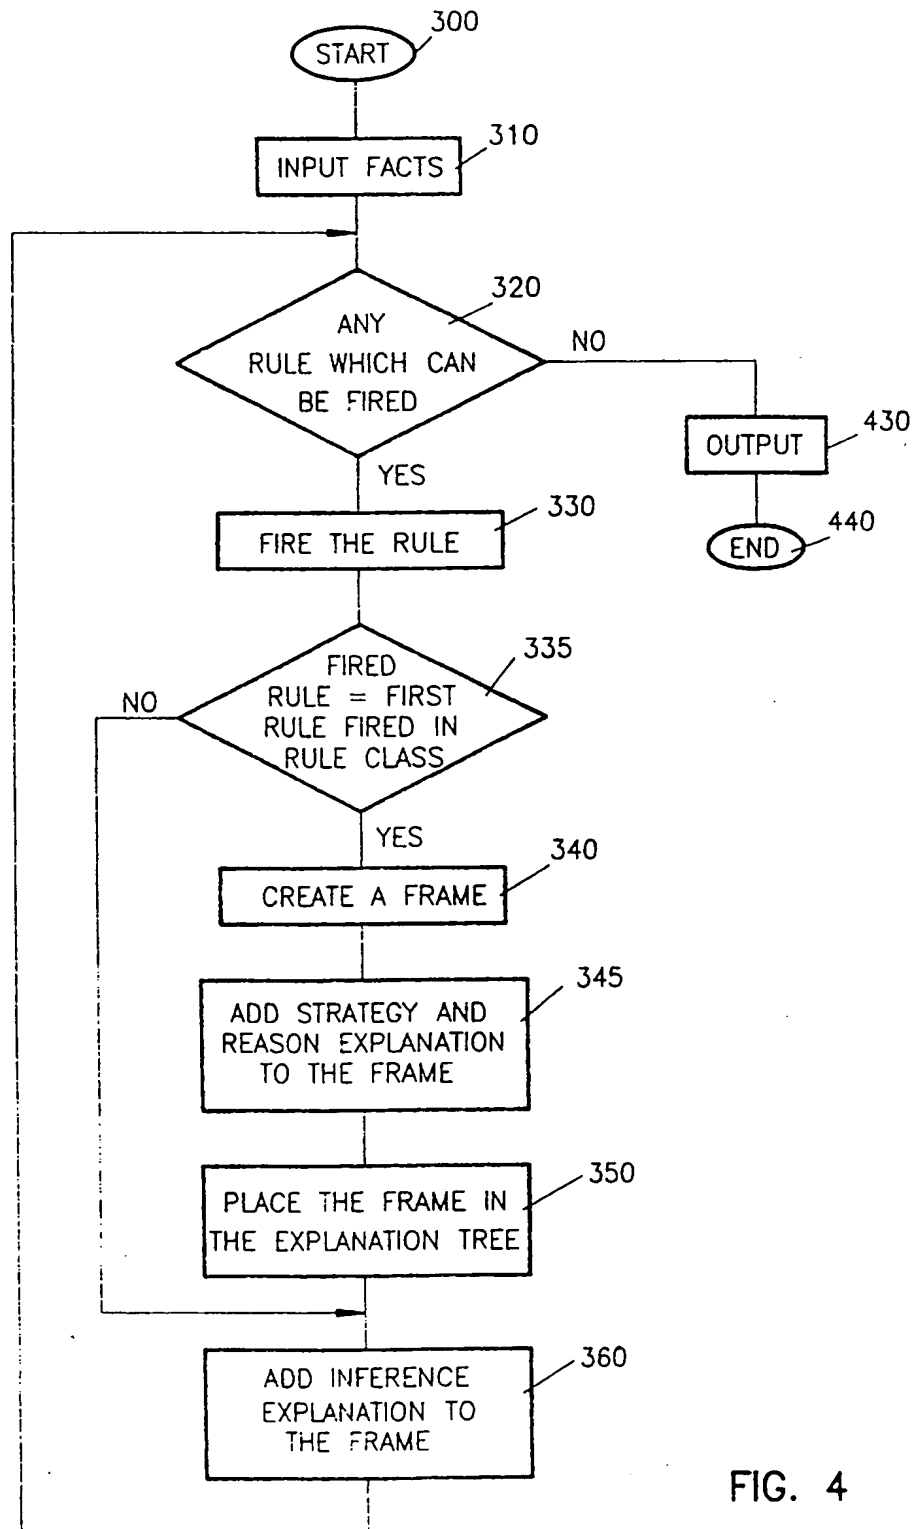 300
START
310
INPUT FACTS
320
ANY
RULE WHICH CAN
BE FIRED
NO
430
OUTPUT
YES
440
END
330
FIRE THE RULE
335
FIRED
RULE = FIRST
RULE FIRED IN
RULE CLASS
NO
YES
340
CREATE A FRAME
345
ADD STRATEGY AND
REASON EXPLANATION
TO THE FRAME
350
PLACE THE FRAME IN
THE EXPLANATION TREE
360
ADD INFERENCE
EXPLANATION TO
THE FRAME
FIG. 4